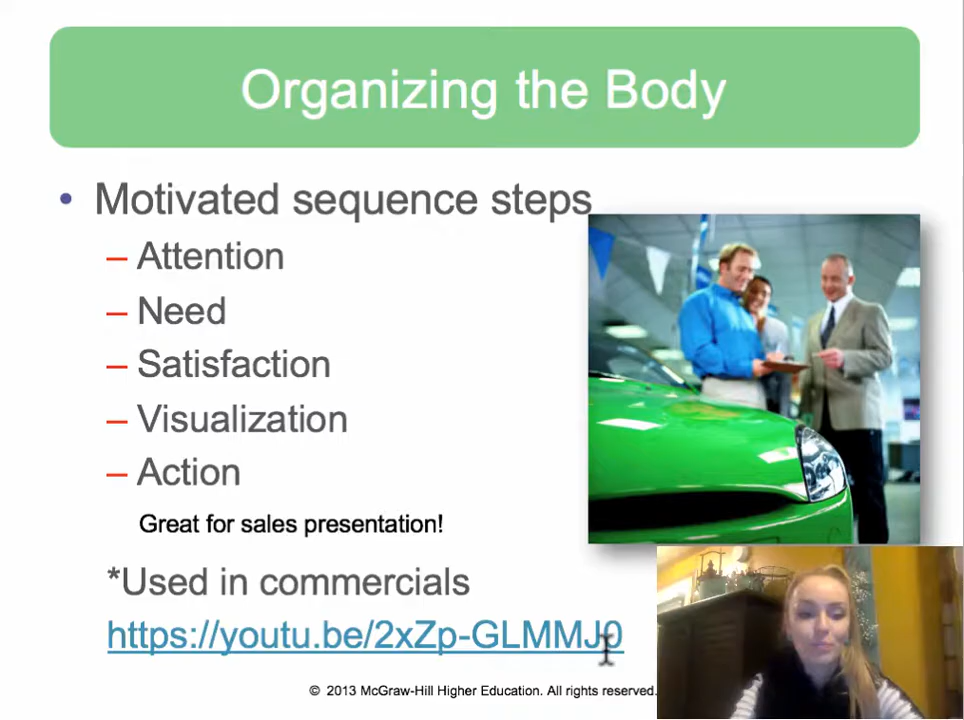 Organizing the Body
• Motivated sequence steps
– Attention
– Need
– Satisfaction
– Visualization
– Action
Great for sales presentation!
*Used in commercials
https://youtu.be/2xZp-GLMMJ0
© 2013 McGraw-Hill Higher Education. All rights reserved.